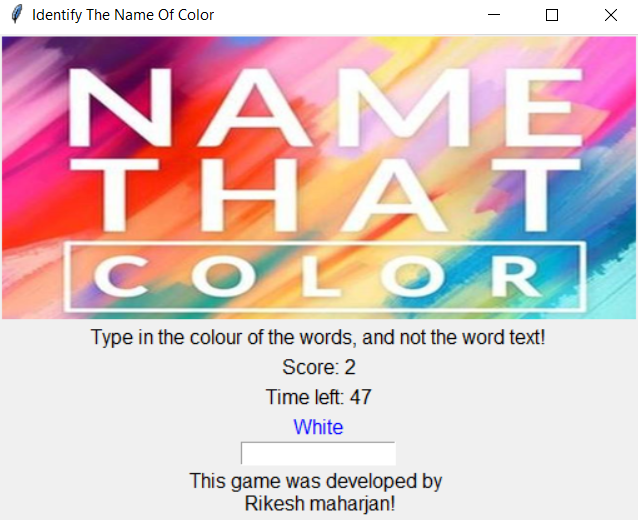 Identify The Name Of Color
NAME
THAT
COLOR
Type in the colour of the words, and not the word text!
Score: 2
Time left: 47
White
This game was developed by
Rikesh maharjan!